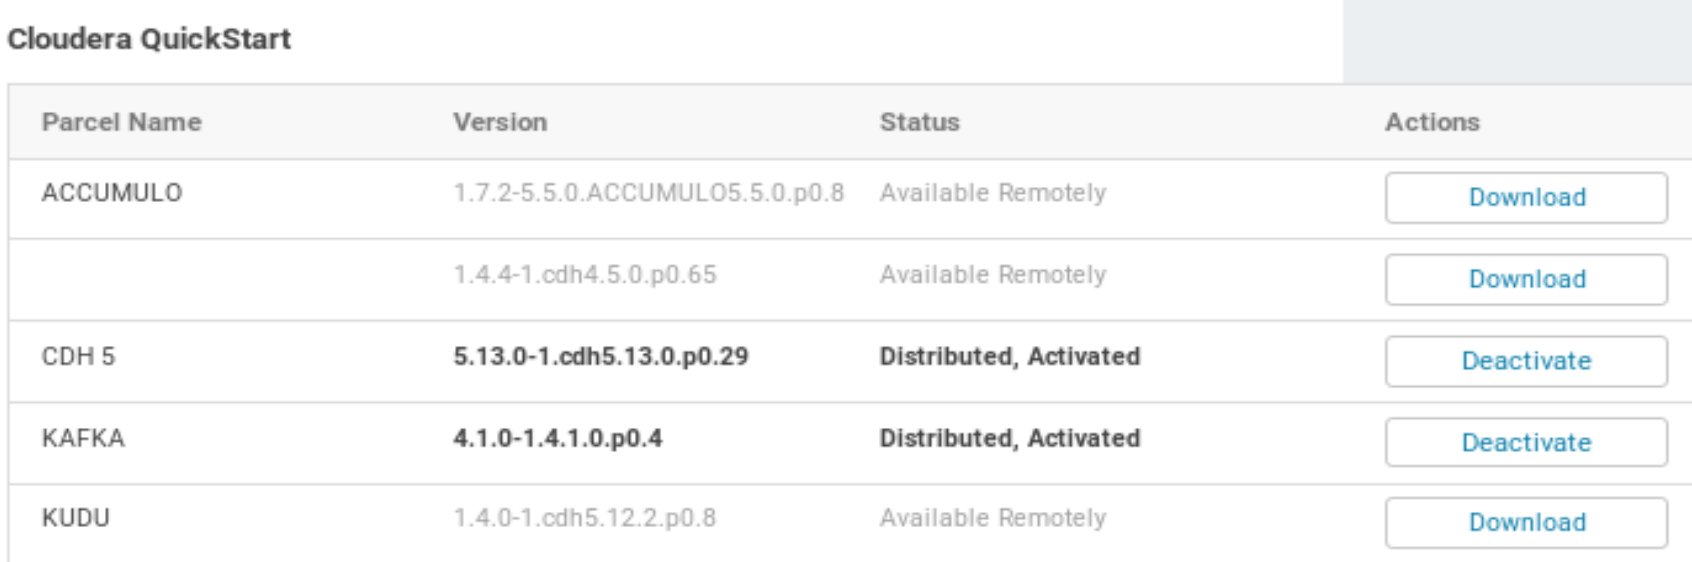 Cloudera QuickStart
Parcel Name Version Status Actions
ACCUMULO 1.7.2-5.5.0.ACCUMULO5.5.0.p0.8 Available Remotely Download
1.4.4-1.cdh4.5.0.p0.65 Available Remotely Download
CDH 5 5.13.0-1.cdh5.13.0.p0.29 Distributed, Activated Deactivate
KAFKA 4.1.0-1.4.1.0.p0.4 Distributed, Activated Deactivate
KUDU 1.4.0-1.cdh5.12.2.p0.8 Available Remotely Download